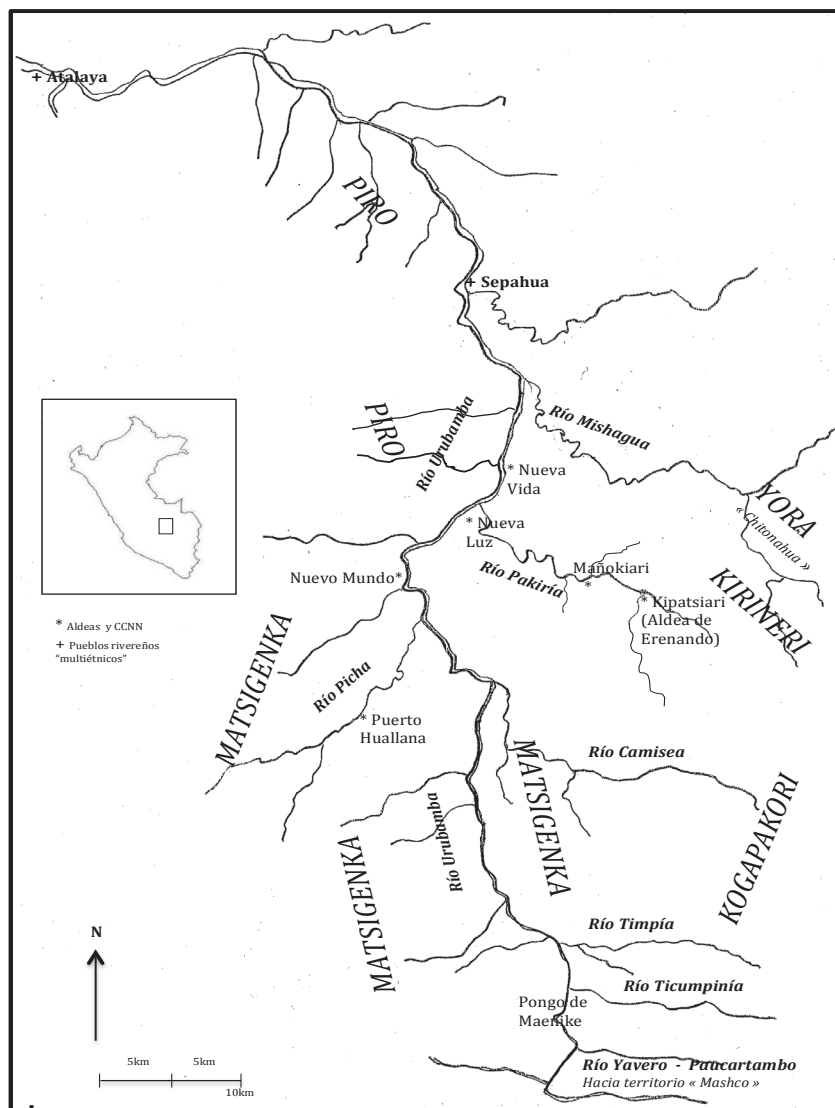 + Atalaya
PIRO
+ Sepahua
PIRO
Río Urubamba
Río Mishagua
* Nueva
Vida
YORA
« Chitonahua »
* Nueva
Luz
Río Pakiría
Mañokiari
*
KIRINERI
Nuevo Mundo *
*
* Kipatsiari
(Aldea de
Erenando)
* Aldeas y CCNN
+ Pueblos rivereños
"multiétnicos"
MATSIGENKA
Río Picha
* Puerto
Huallana
MATSIGENKA
Río Camisea
KOGAPAKORI
Río Urubamba
MATSIGENKA
Río Timpía
N
Río Ticumpinía
Pongo de
Maenike
5km 5km
10km
Río Yavero - Paucartambo
Hacia territorio « Mashco »